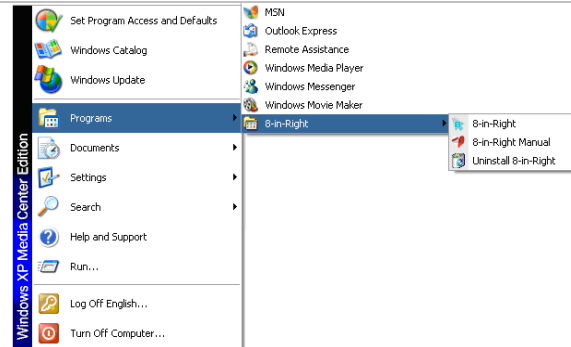 Set Program Access and Defaults
Windows Catalog
Windows Update
Programs
Documents
Settings
Search
Help and Support
Run...
Log Off English...
Turn Off Computer...
Windows XP Media Center Edition
MSN
Outlook Express
Remote Assistance
Windows Media Player
Windows Messenger
Windows Movie Maker
8-in-Right
8-in-Right
8-in-Right Manual
Uninstall 8-in-Right